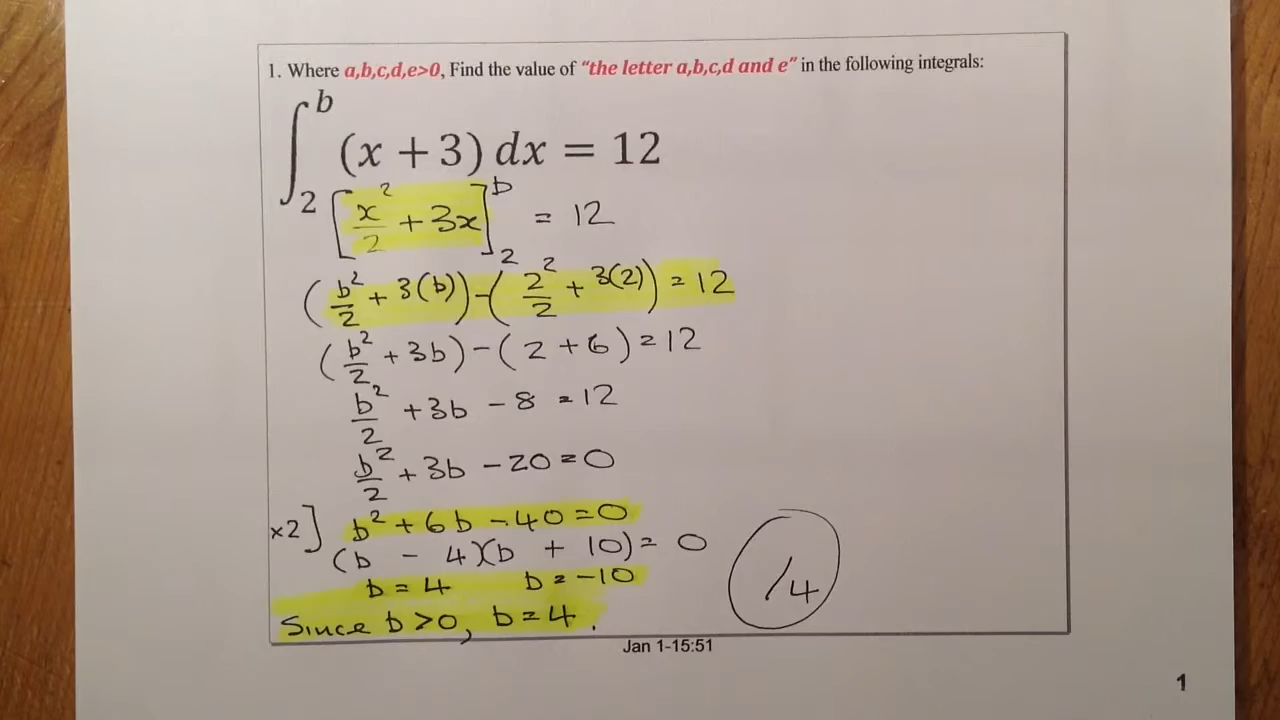 1. Where a,b,c,d,e>0, Find the value of "the letter a,b,c,d and e" in the following integrals:
∫₂ᵇ (x + 3) dx = 12
[x²/2 + 3x]₂ᵇ = 12
(b²/2 + 3(b)) - (2²/2 + 3(2)) = 12
(b²/2 + 3b) - (2 + 6) = 12
b²/2 + 3b - 8 = 12
b²/2 + 3b - 20 = 0
×2] b² + 6b - 40 = 0
(b - 4)(b + 10) = 0
b = 4 b = -10
Since b >0, b = 4.
/4
Jan 1-15:51
1